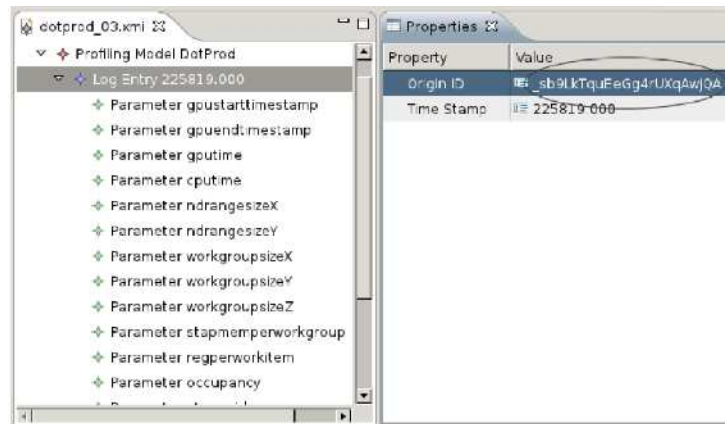 dotprod_03.xmi
Profiling Model DotProd
Log Entry 225819.000
Parameter gpustarttimestamp
Parameter gpuendtimestamp
Parameter gputime
Parameter cputime
Parameter ndrangesizeX
Parameter ndrangesizeY
Parameter workgroupsizeX
Parameter workgroupsizeY
Parameter workgroupsizeZ
Parameter stapmemperworkgroup
Parameter regperworkitem
Parameter occupancy
Properties
Property Value
Origin ID _sb9LkTquEeGg4rUXqAwjQA
Time Stamp 225819.000